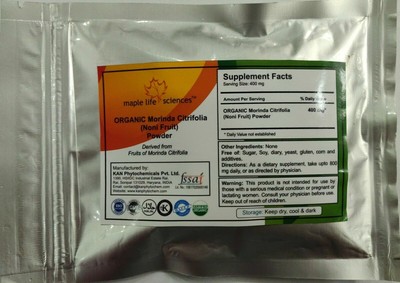 maple life sciences™
ORGANIC Morinda Citrifolia
(Noni Fruit)
Powder
Derived from
Fruits of Morinda Citrifolia
Manufactured by:
KAN Phytochemicals Pvt. Ltd.
fssai
Supplement Facts
Serving Size: 400 mg
Amount Per Serving % Daily
ORGANIC Morinda Citrifolia 400 mg*
(Noni Fruit) Powder
* Daily Value not established
Other Ingredients: None
Free of: Sugar, Soy, diary, yeast, gluten, corn and
additives.
Directions: As a dietary supplement, take upto 800
mg daily, or as directed by physician.
Warning: This product is not intended for use by
those with a serious medical condition or pregnant or
lactating women. Consult your physician before use.
Keep out of reach of children.
Storage: Keep dry, cool & dark